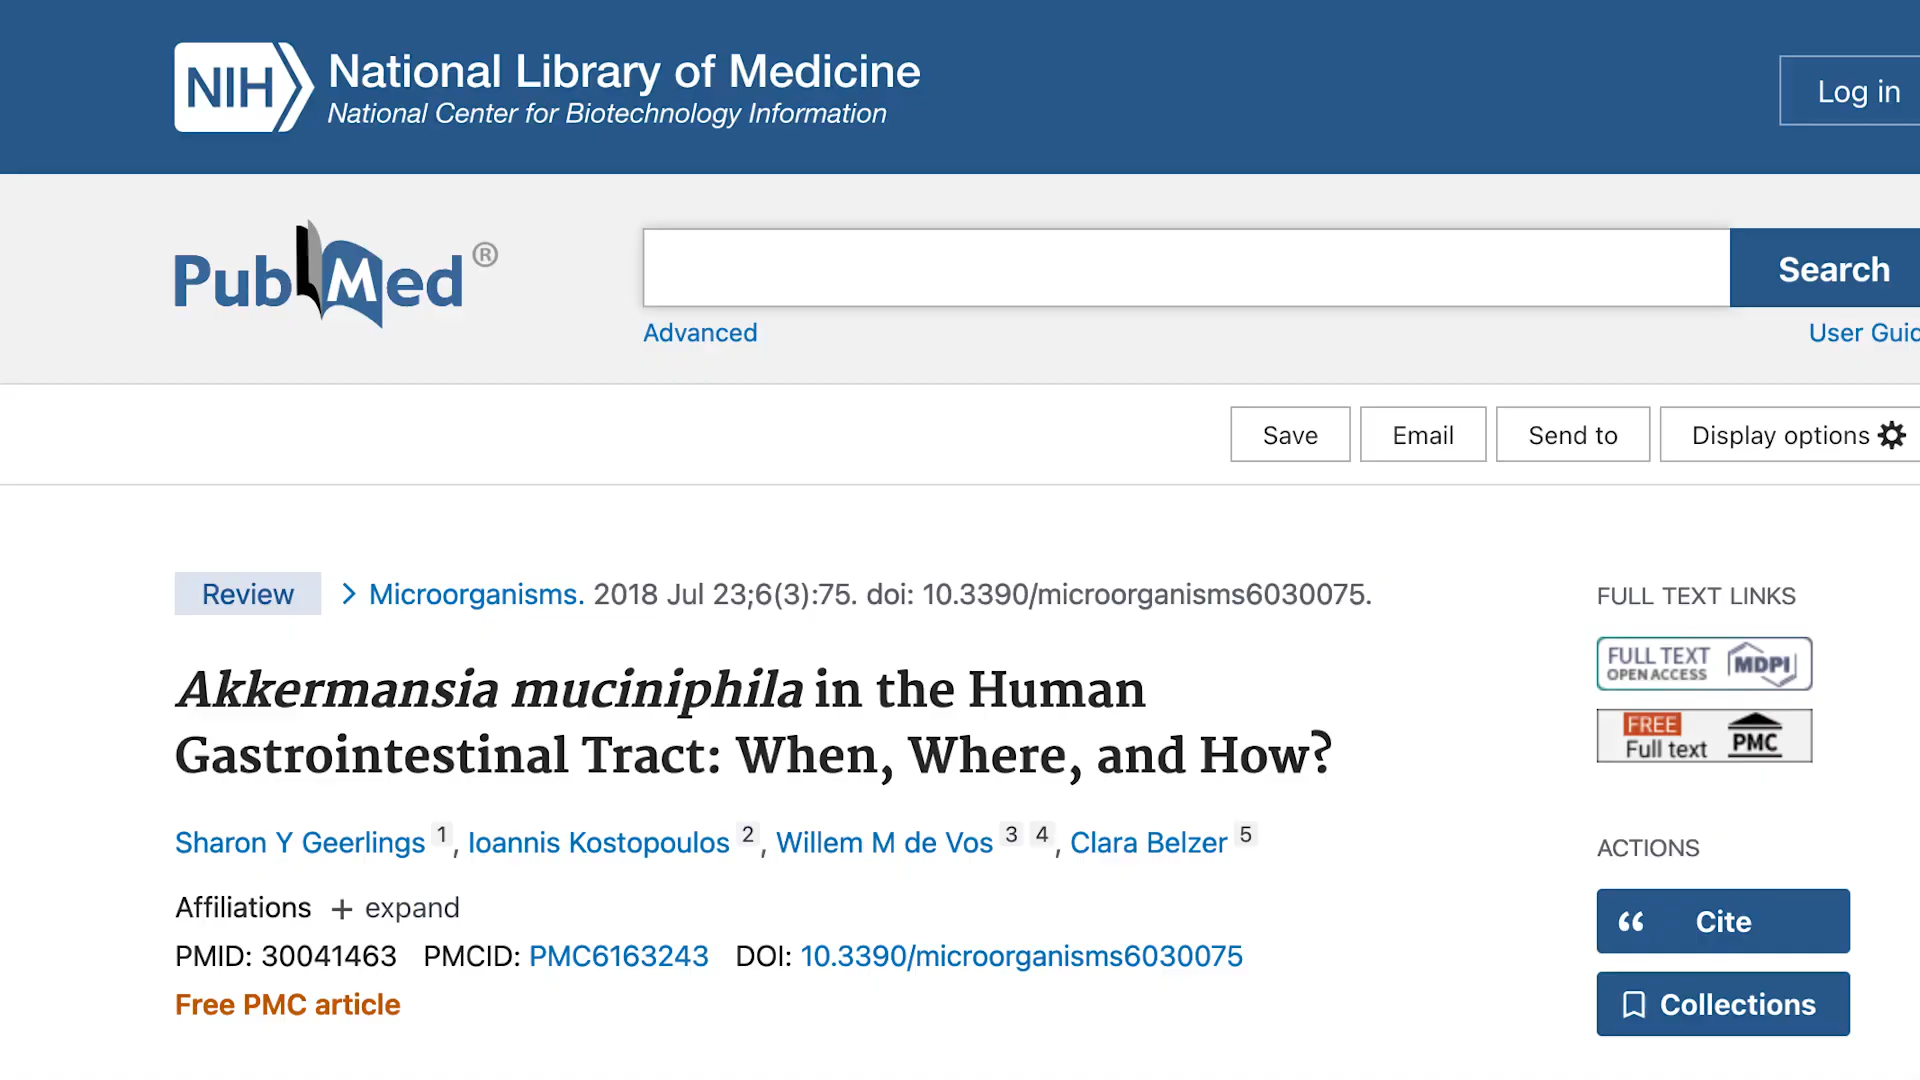 NIH National Library of Medicine
National Center for Biotechnology Information
Log in
PubMed®
Search
Advanced
User Guid
Save
Email
Send to
Display options
Review
Microorganisms. 2018 Jul 23;6(3):75. doi: 10.3390/microorganisms6030075.
Akkermansia muciniphila in the Human
Gastrointestinal Tract: When, Where, and How?
Sharon Y Geerlings 1, Ioannis Kostopoulos 2, Willem M de Vos 3 4, Clara Belzer 5
Affiliations + expand
PMID: 30041463 PMCID: PMC6163243 DOI: 10.3390/microorganisms6030075
Free PMC article
FULL TEXT LINKS
FULL TEXT
OPEN ACCESS
MDPI
FREE
Full text
PMC
ACTIONS
Cite
Collections